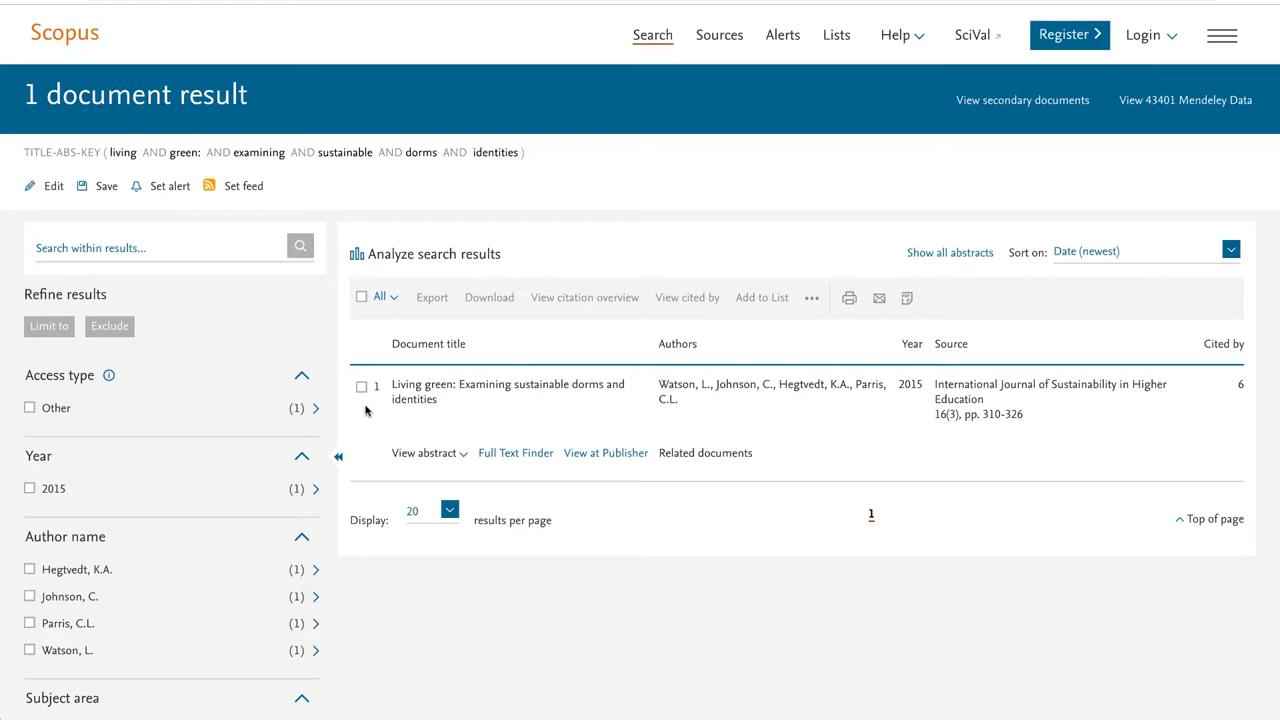 Scopus
Search Sources Alerts Lists Help SciVal Register Login
1 document result
View secondary documents View 43401 Mendeley Data
TITLE-ABS-KEY ( living AND green: AND examining AND sustainable AND dorms AND identities )
Edit Save Set alert Set feed
Search within results...
Refine results
Limit to Exclude
Access type
Other (1)
Year
2015 (1)
Author name
Hegtvedt, K.A. (1)
Johnson, C. (1)
Parris, C.L. (1)
Watson, L. (1)
Subject area
Analyze search results
Show all abstracts Sort on: Date (newest)
All Export Download View citation overview View cited by Add to List
Document title Authors Year Source Cited by
1 Living green: Examining sustainable dorms and Watson, L., Johnson, C., Hegtvedt, K.A., Parris, 2015 International Journal of Sustainability in Higher 6
identities C.L. Education
16(3), pp. 310-326
View abstract Full Text Finder View at Publisher Related documents
Display: 20 results per page 1 Top of page